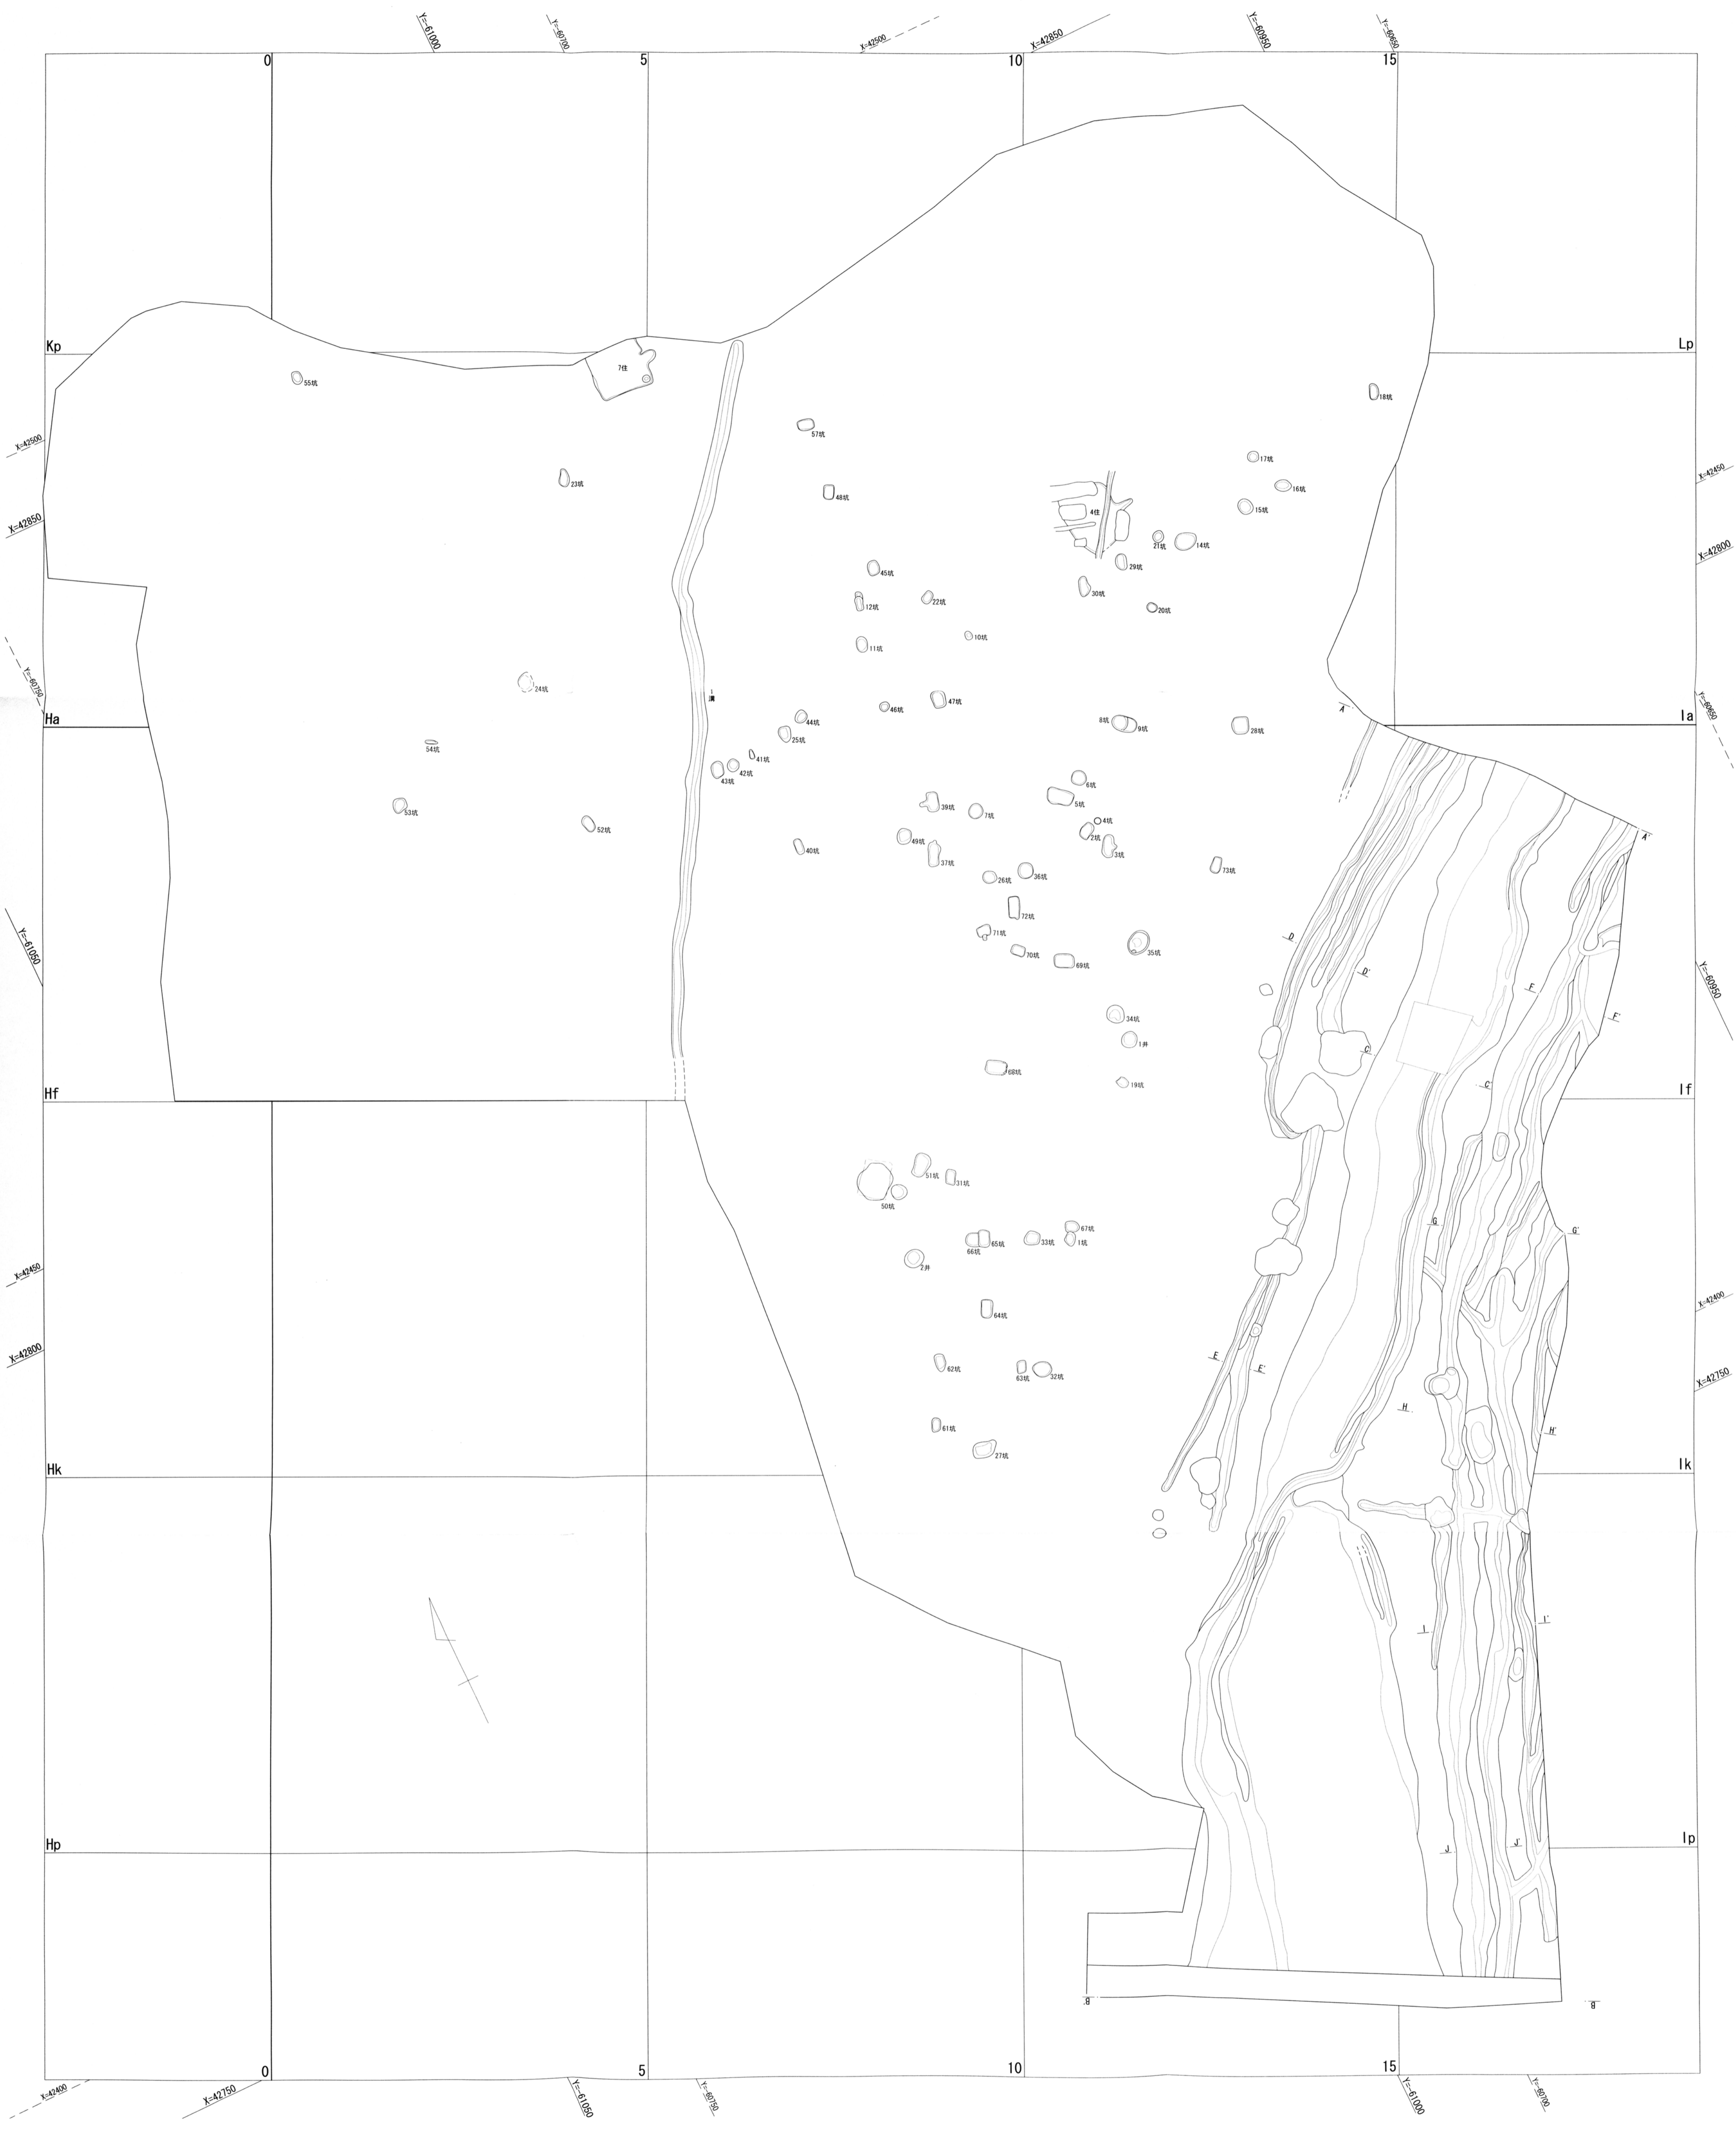 Y=-61000
Y=-60700
X=42500
X=42850
Y=-60950
Y=-60650
0
5
10
15
Kp
Lp
7住
55坑
18坑
57坑
X=42500
17坑
X=42450
23坑
16坑
48坑
15坑
4住
X=42850
21坑
14坑
X=42800
29坑
45坑
30坑
22坑
12坑
20坑
10坑
11坑
Y=-60750
24坑
1溝
47坑
46坑
A
Y=-60650
Ha
44坑
8坑
9坑
28坑
Ia
25坑
54坑
41坑
42坑
43坑
6坑
5坑
53坑
39坑
7坑
4坑
52坑
2坑
A'
49坑
40坑
3坑
37坑
73坑
36坑
26坑
72坑
Y=-61050
71坑
D
70坑
35坑
69坑
D'
F
Y=-60950
34坑
F'
1井
C
68坑
19坑
C'
Hf
If
51坑
31坑
50坑
67坑
G
G'
65坑
33坑
1坑
66坑
2井
X=42450
X=42400
64坑
X=42800
E
62坑
63坑
32坑
E'
X=42750
H
61坑
H'
27坑
Hk
Ik
I
I'
Hp
J
J'
Ip
B'
B
0
5
10
15
X=42400
X=42750
Y=-61050
Y=-60750
Y=-61000
Y=-60700